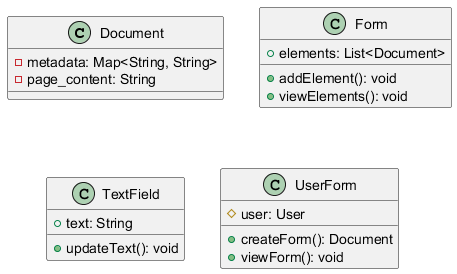 C Document
metadata: Map<String, String>
page_content: String
C Form
elements: List<Document>
addElement(): void
viewElements(): void
C TextField
text: String
updateText(): void
C UserForm
user: User
createForm(): Document
viewForm(): void